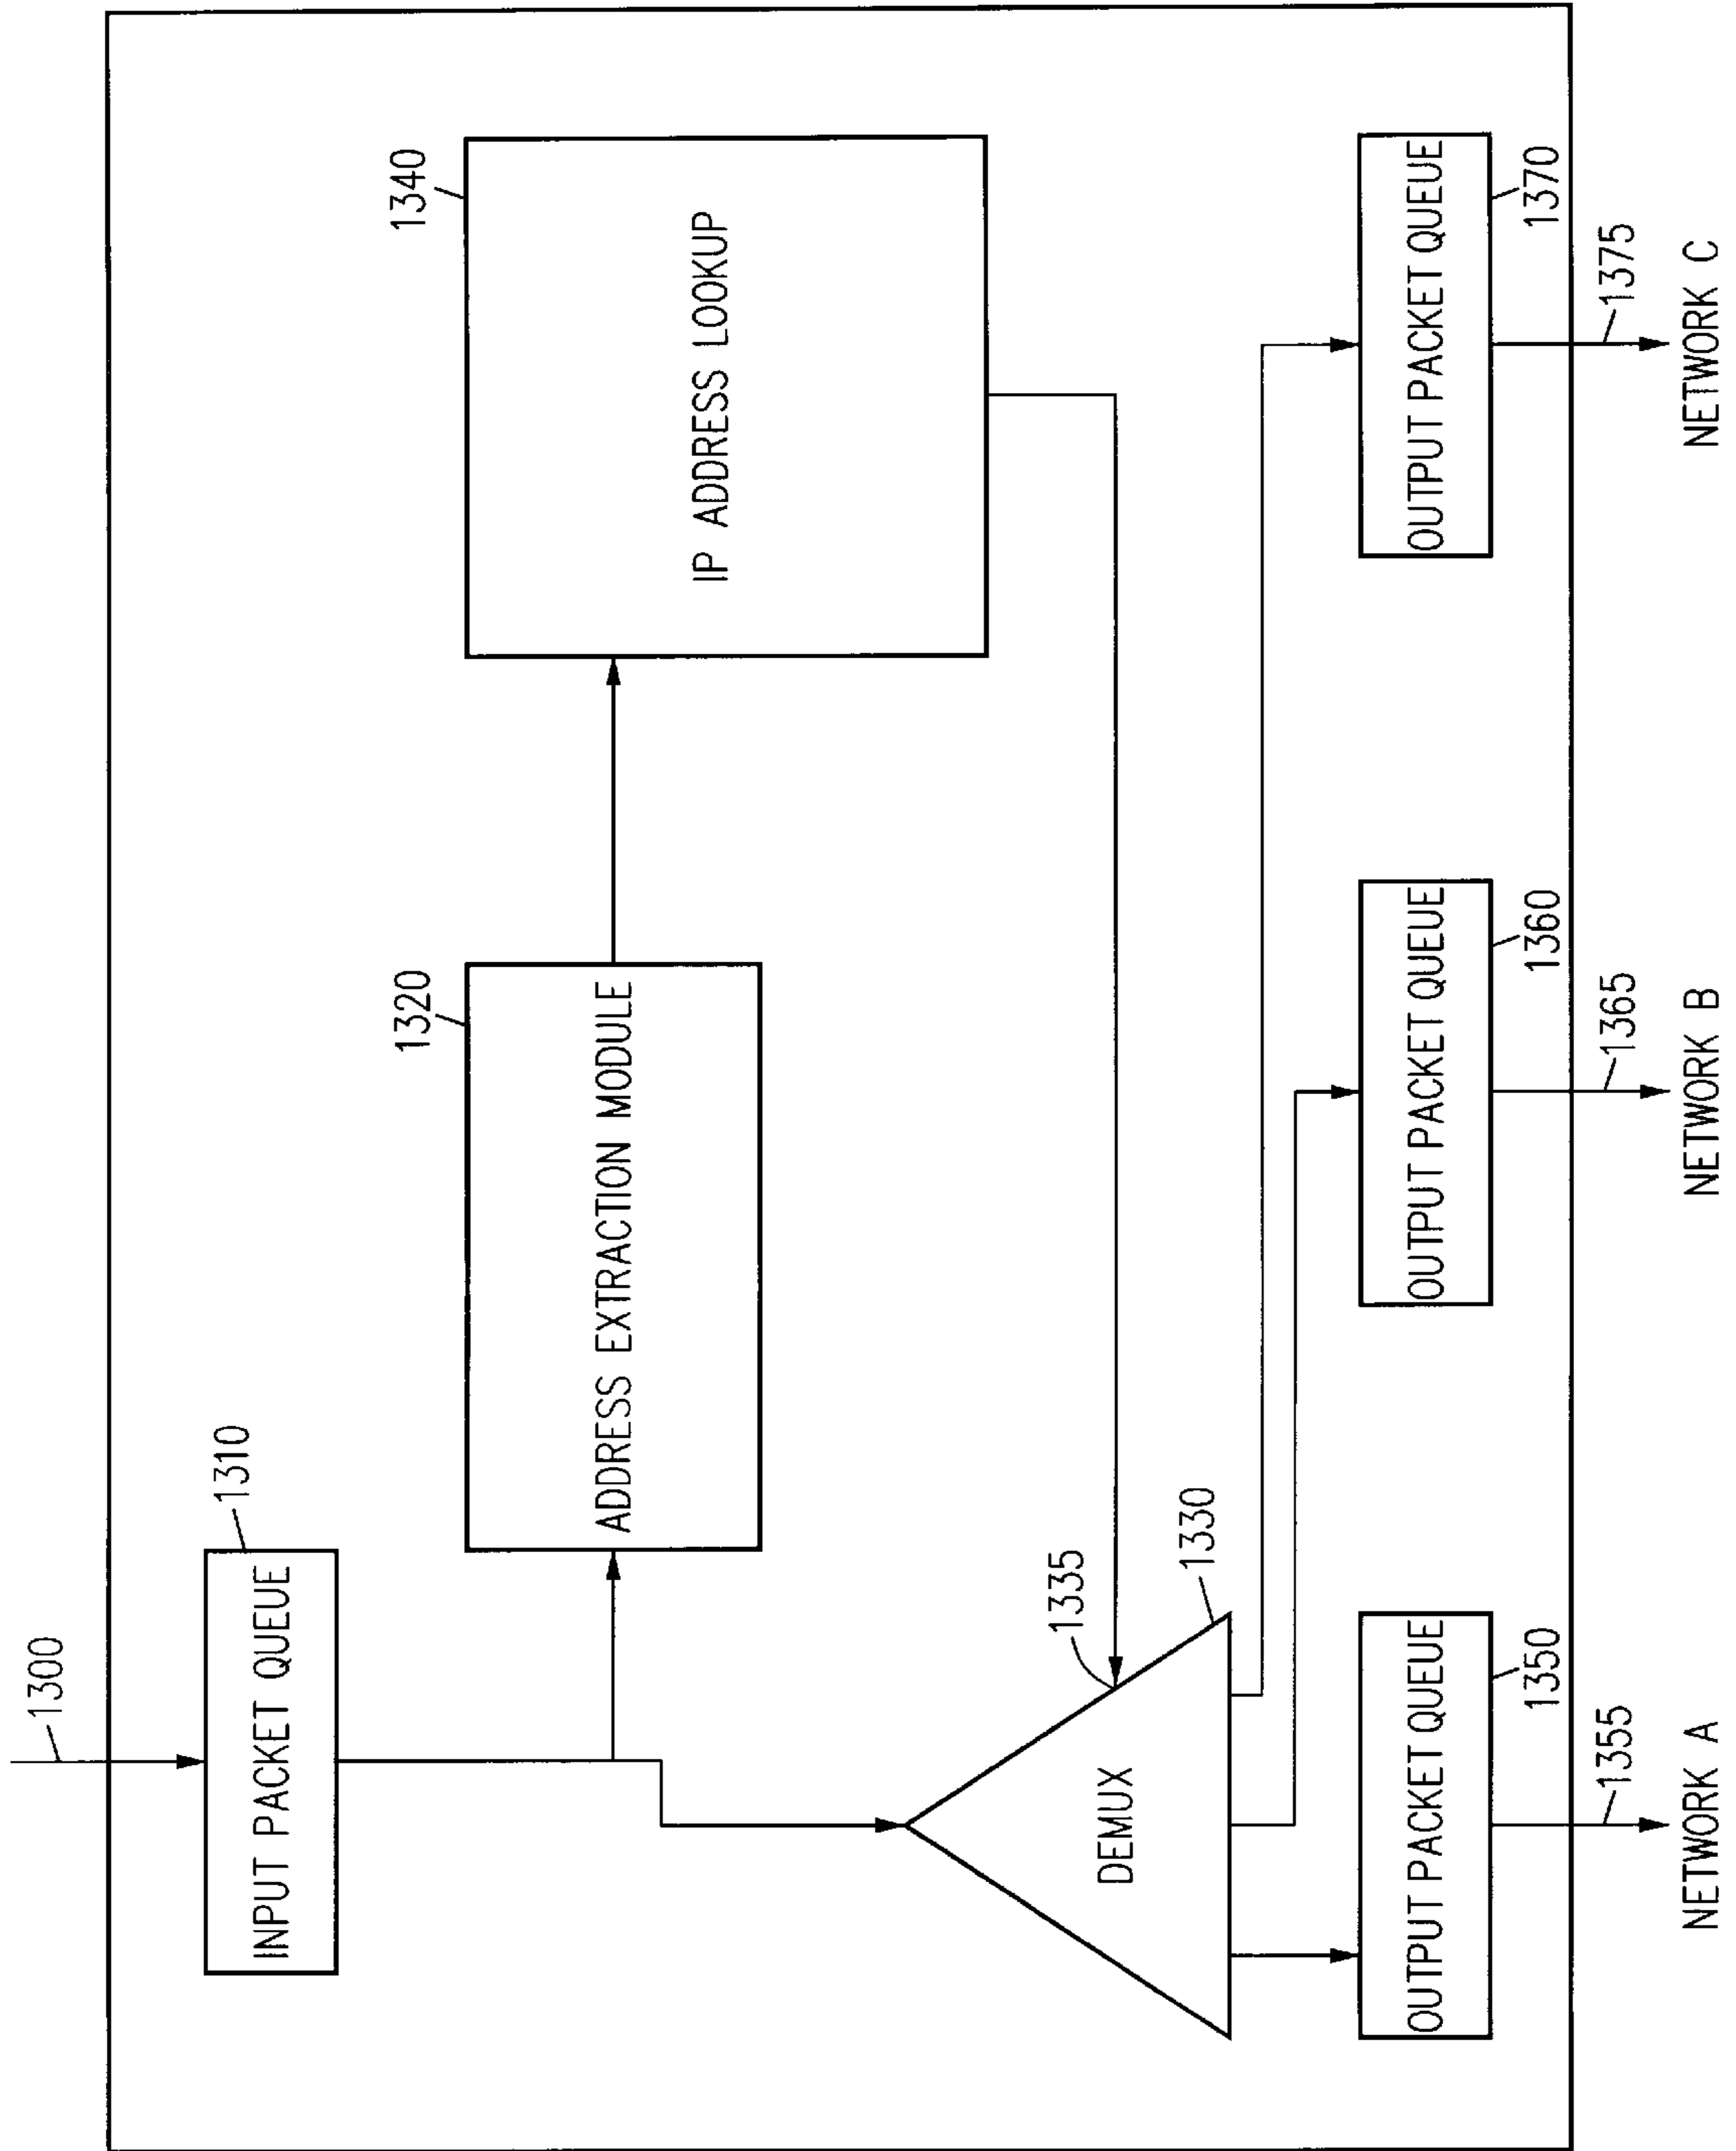 1300
INPUT PACKET QUEUE
1310
ADDRESS EXTRACTION MODULE
1320
IP ADDRESS LOOKUP
1340
DEMUX
1335
1330
OUTPUT PACKET QUEUE
1350
OUTPUT PACKET QUEUE
1360
OUTPUT PACKET QUEUE
1370
1355
1365
1375
NETWORK A
NETWORK B
NETWORK C